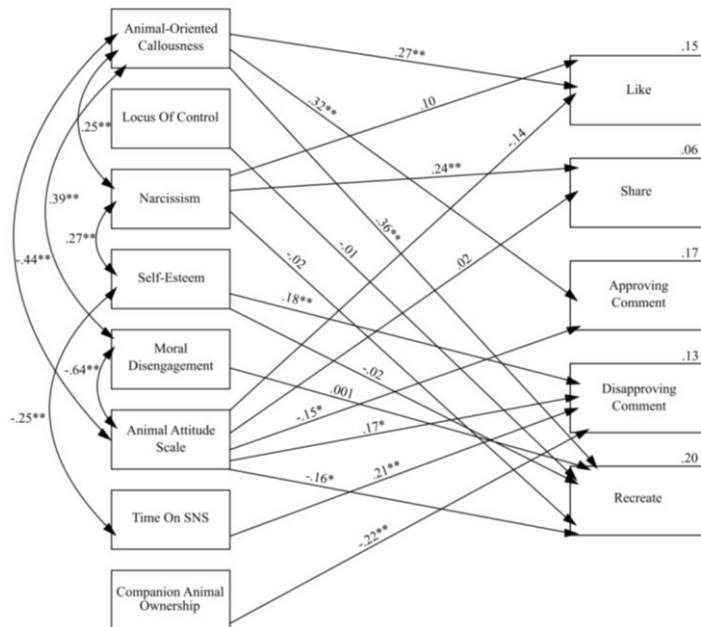 Animal-Oriented
Callousness
.15
.27**
Like
.32**
.10
Locus Of Control
.25**
-.14
.06
Narcissism
.24**
Share
.39**
.36**
.27**
-.01
-.02
.02
-.44**
.17
Self-Esteem
Approving
Comment
.18**
-.02
.13
Moral
Disengagement
-.64**
.001
Disapproving
Comment
-.25**
-.15*
Animal Attitude
Scale
.17*
.20
-.16*
.21**
Recreate
Time On SNS
-.22**
Companion Animal
Ownership